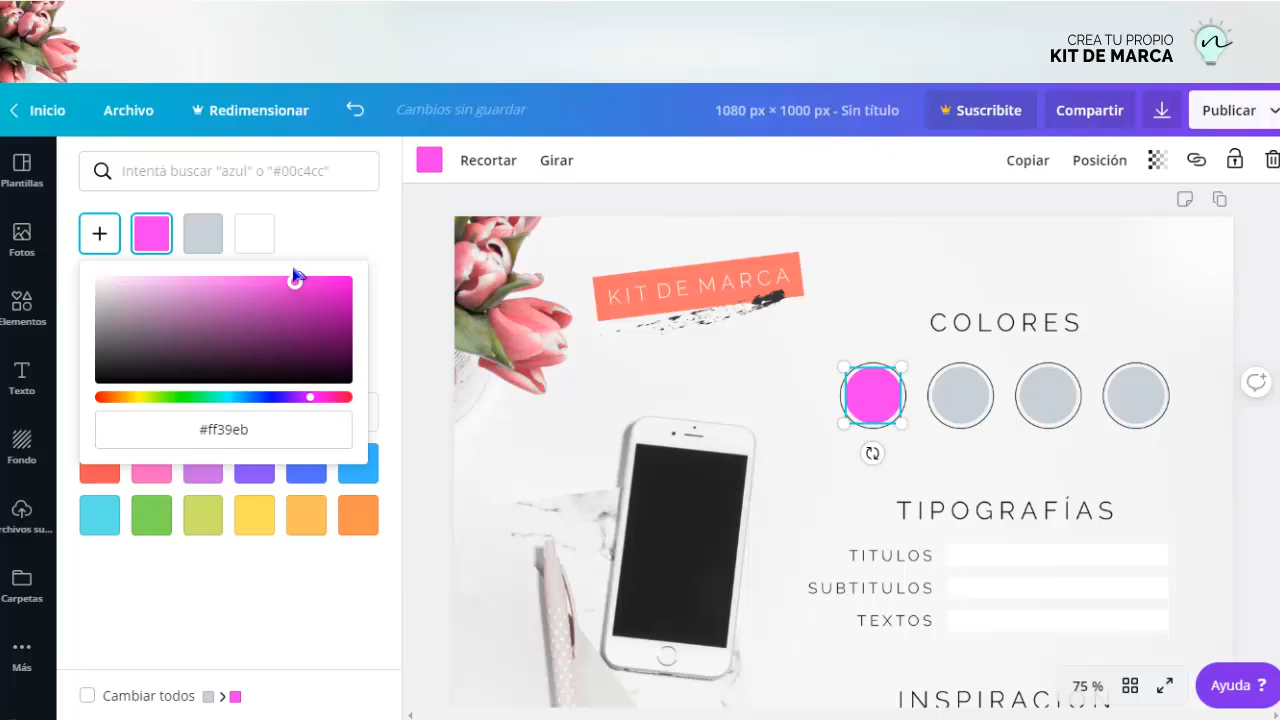 CREA TU PROPIO
KIT DE MARCA
Inicio
Archivo
Redimensionar
Cambios sin guardar
1080 px × 1000 px - Sin título
Suscribite
Compartir
Publicar
Plantillas
Fotos
Elementos
Texto
Fondo
rchivos su...
Carpetas
Más
Intentá buscar "azul" o "#00c4cc"
#ff39eb
Cambiar todos
Recortar
Girar
Copiar
Posición
KIT DE MARCA
COLORES
TIPOGRAFÍAS
TITULOS
SUBTITULOS
TEXTOS
INSPIRACIÓN
75 %
Ayuda ?